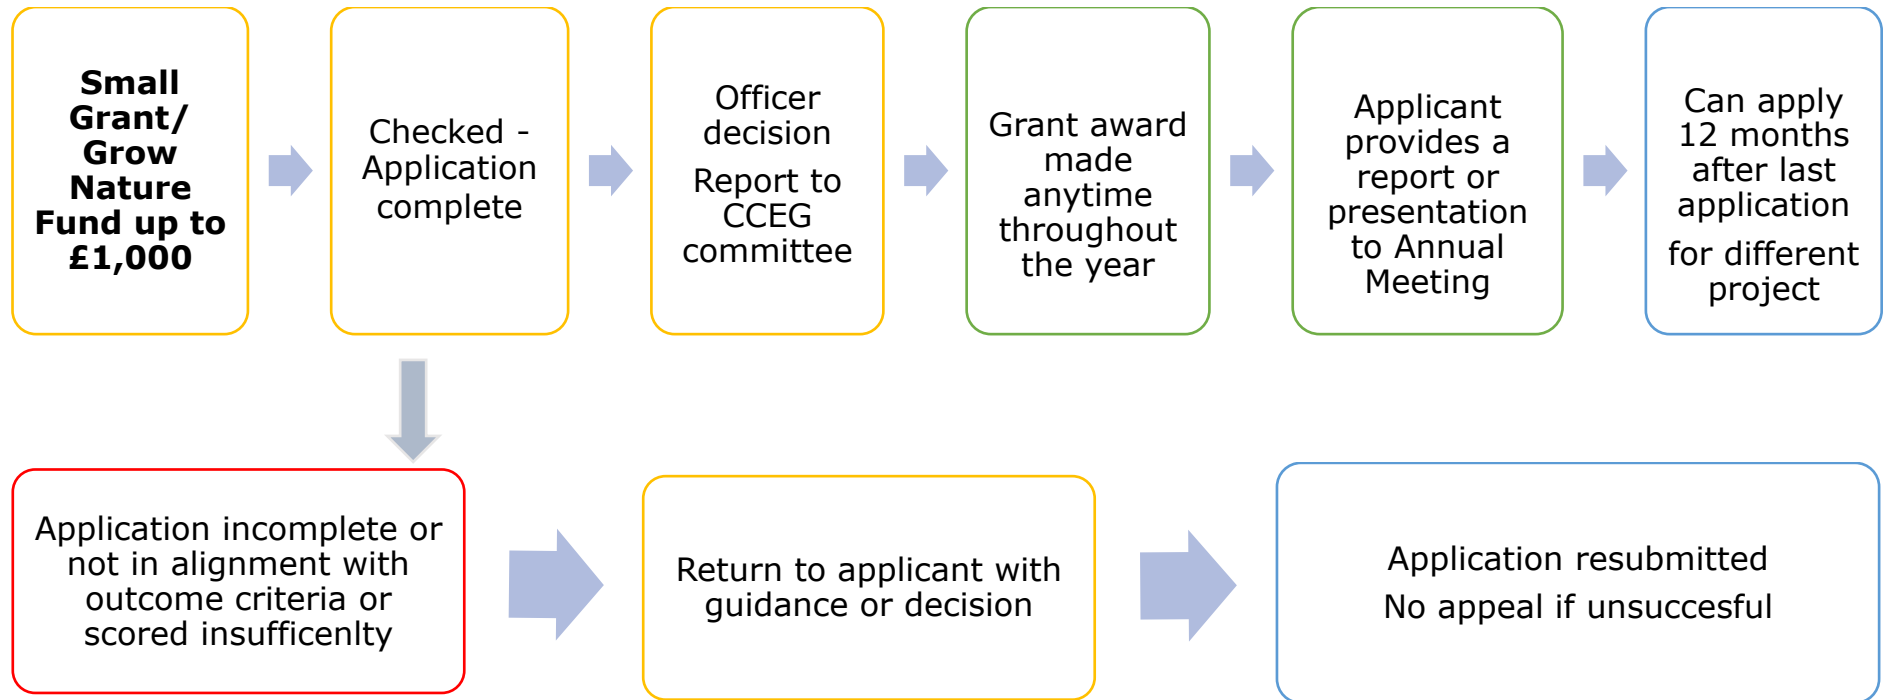 Small
Grant/
Grow
Nature
Fund up to
£1,000
Checked -
Application
complete
Officer
decision
Report to
CCEG
committee
Grant award
made
anytime
throughout
the year
Applicant
provides a
report or
presentation
to Annual
Meeting
Can apply
12 months
after last
application
for different
project
Application incomplete or
not in alignment with
outcome criteria or
scored insufficenlty
Return to applicant with
guidance or decision
Application resubmitted
No appeal if unsuccesful